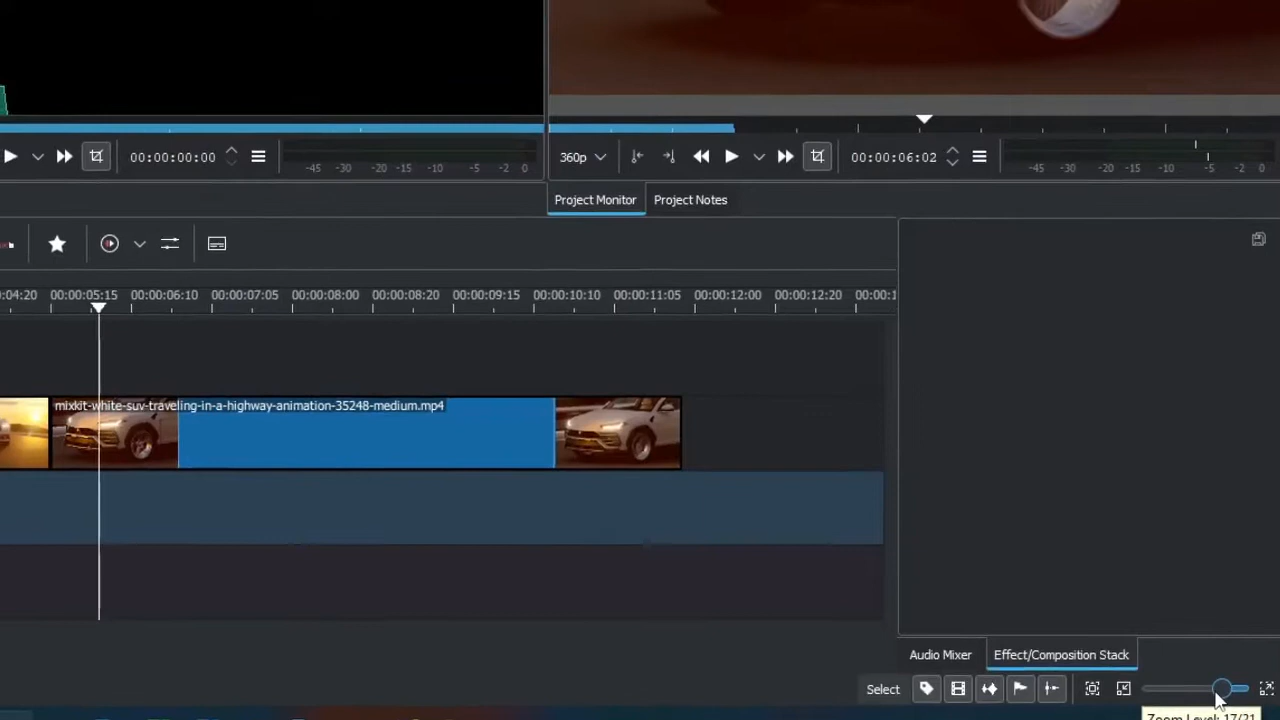 00:00:00:00
-45 -30 -20 -15 -10 -5 -2 0
360p
00:00:06:02
-45 -30 -20 -15 -10 -5 -2 0
Project Monitor Project Notes
:04:20 00:00:05:15 00:00:06:10 00:00:07:05 00:00:08:00 00:00:08:20 00:00:09:15 00:00:10:10 00:00:11:05 00:00:12:00 00:00:12:20 00:00:1
mixkit-white-suv-traveling-in-a-highway-animation-35248-medium.mp4
Audio Mixer Effect/Composition Stack
Select
Zoom Level: 17/21